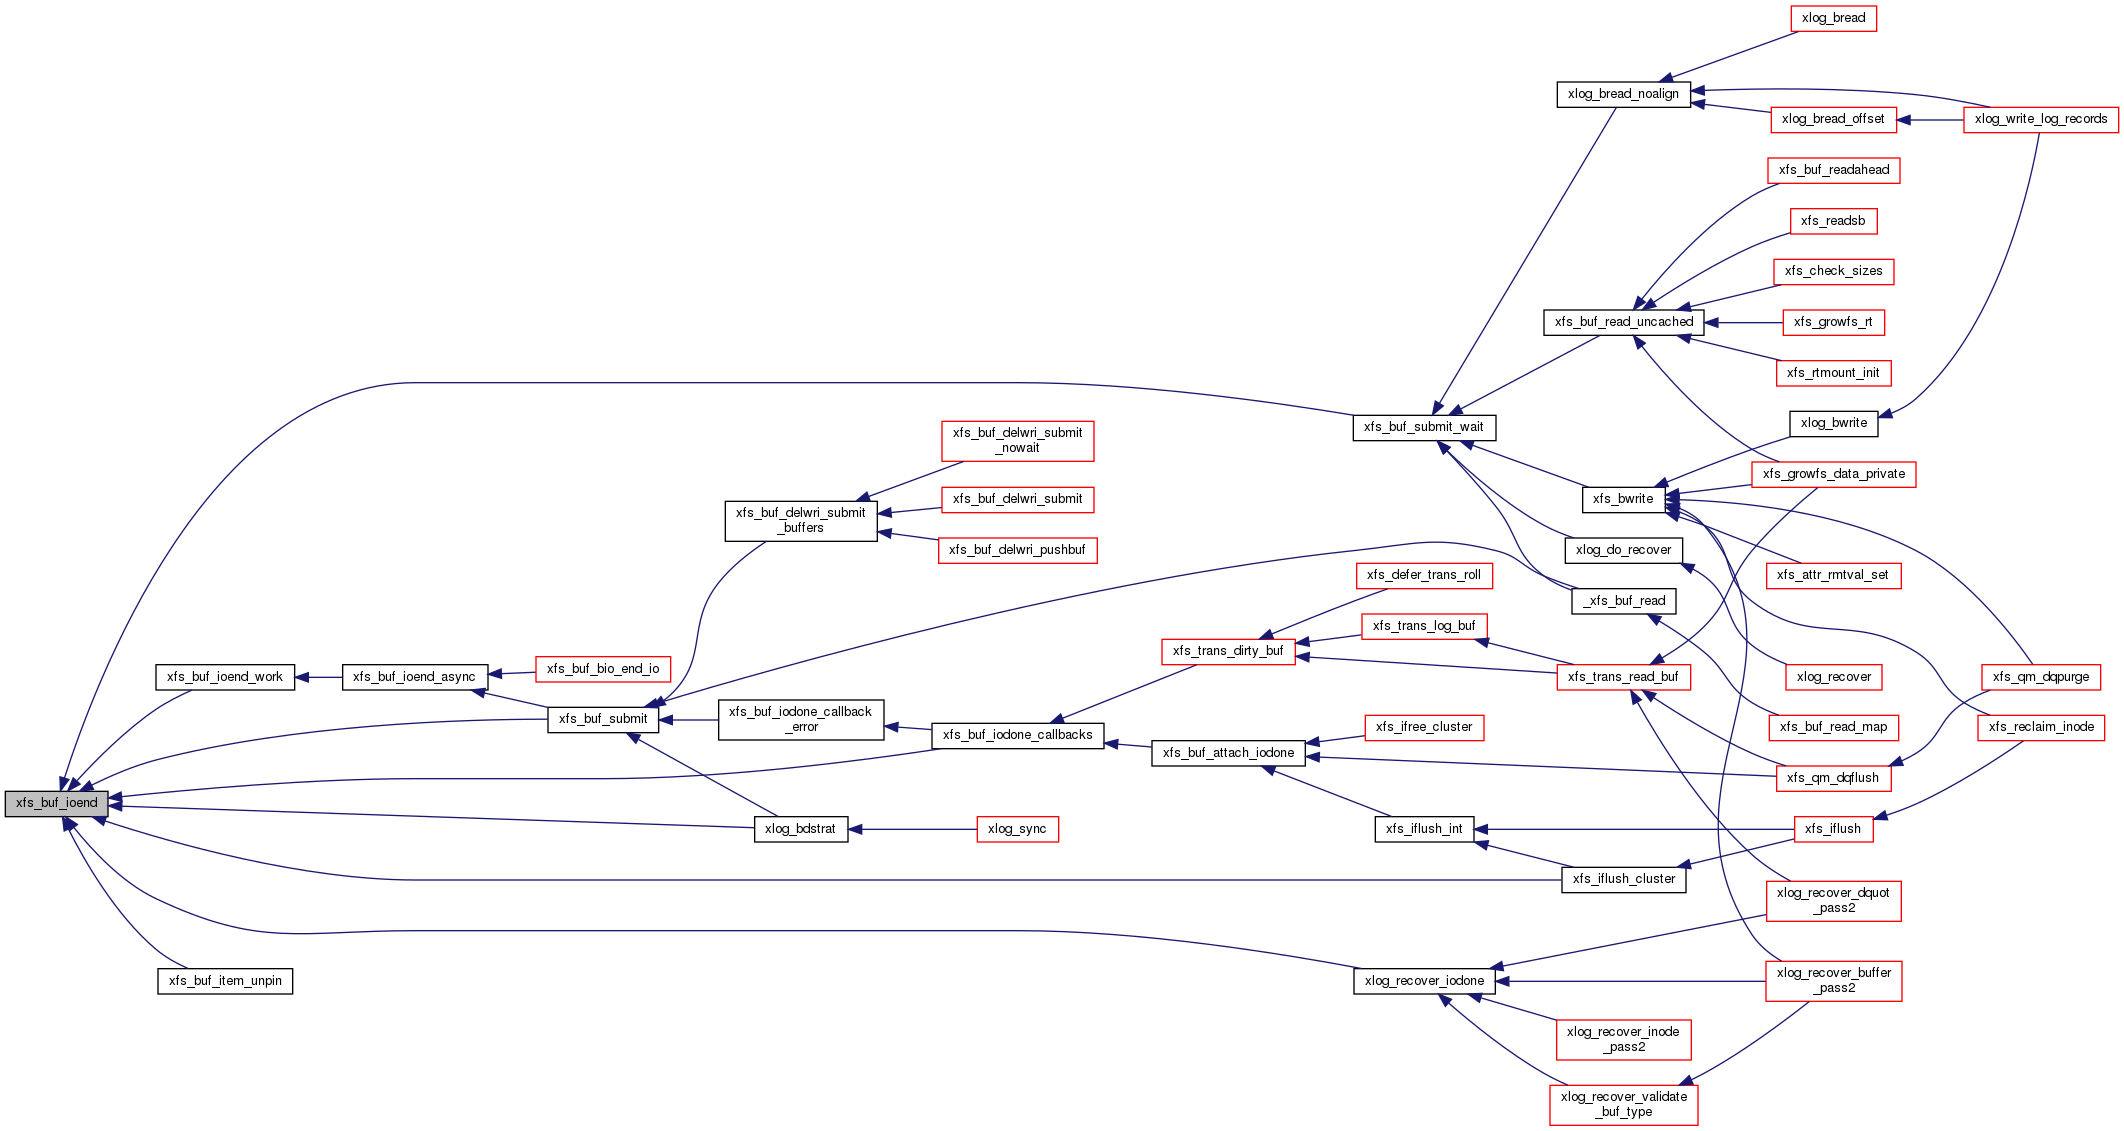 xlog_bread
xlog_bread_noalign
xlog_bread_offset
xlog_write_log_records
xfs_buf_readahead
xfs_readsb
xfs_check_sizes
xfs_buf_read_uncached
xfs_growfs_rt
xfs_rtmount_init
xfs_buf_submit_wait
xlog_bwrite
xfs_buf_delwri_submit
_nowait
xfs_growfs_data_private
xfs_buf_delwri_submit
xfs_bwrite
xfs_buf_delwri_submit
_buffers
xfs_buf_delwri_pushbuf
xlog_do_recover
xfs_defer_trans_roll
xfs_attr_rmtval_set
_xfs_buf_read
xfs_trans_log_buf
xfs_trans_dirty_buf
xfs_buf_ioend_work
xfs_buf_ioend_async
xfs_buf_bio_end_io
xfs_trans_read_buf
xlog_recover
xfs_qm_dqpurge
xfs_buf_submit
xfs_buf_iodone_callback
_error
xfs_buf_iodone_callbacks
xfs_ifree_cluster
xfs_buf_read_map
xfs_reclaim_inode
xfs_buf_attach_iodone
xfs_qm_dqflush
xfs_buf_ioend
xlog_bdstrat
xlog_sync
xfs_iflush_int
xfs_iflush
xfs_iflush_cluster
xlog_recover_dquot
_pass2
xfs_buf_item_unpin
xlog_recover_iodone
xlog_recover_buffer
_pass2
xlog_recover_inode
_pass2
xlog_recover_validate
_buf_type